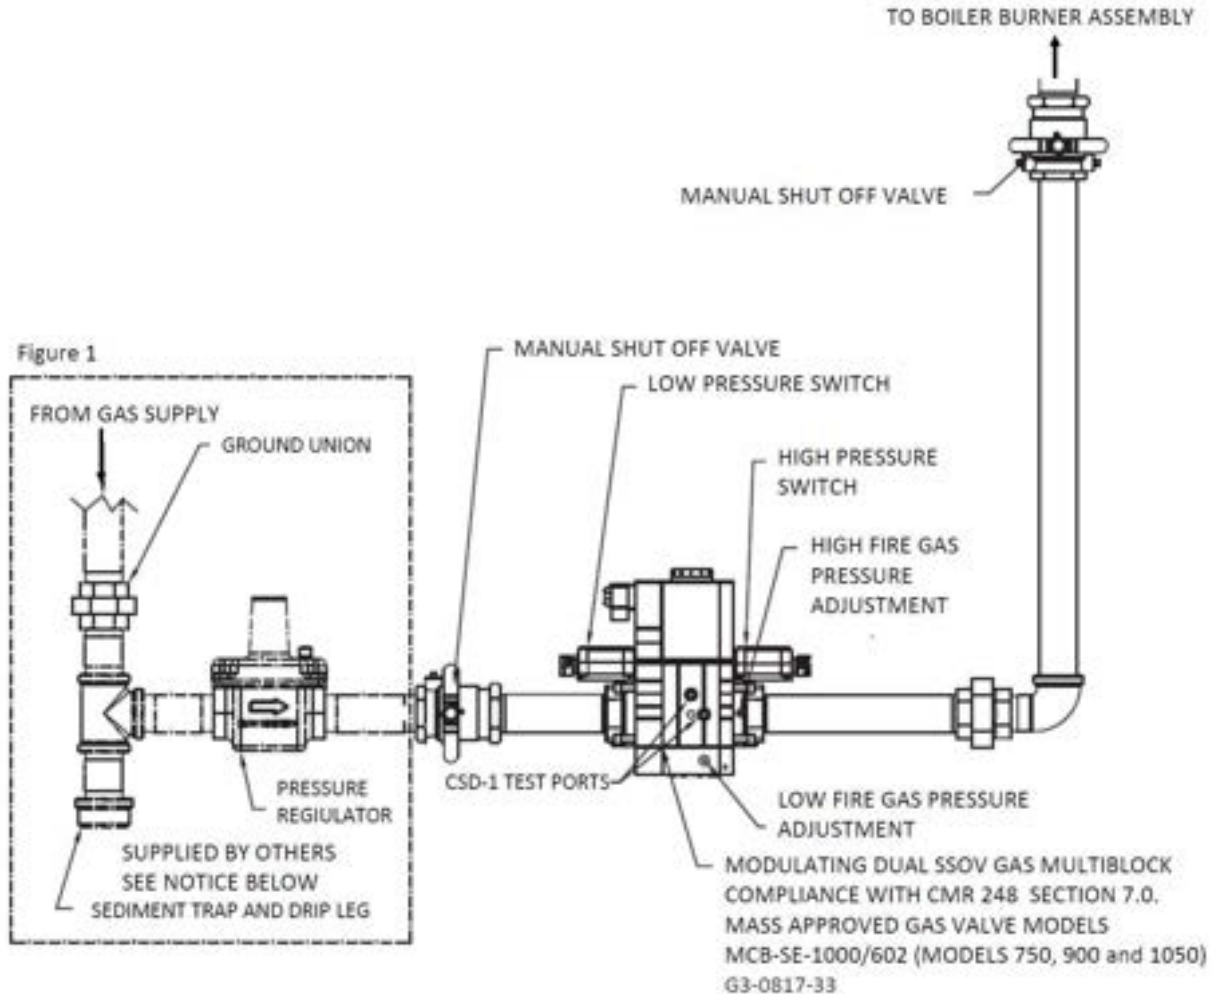 TO BOILER BURNER ASSEMBLY
MANUAL SHUT OFF VALVE
Figure 1
MANUAL SHUT OFF VALVE
LOW PRESSURE SWITCH
FROM GAS SUPPLY
GROUND UNION
HIGH PRESSURE
SWITCH
HIGH FIRE GAS
PRESSURE
ADJUSTMENT
CSD-1 TEST PORTS
PRESSURE
REGIULATOR
LOW FIRE GAS PRESSURE
ADJUSTMENT
SUPPLIED BY OTHERS
SEE NOTICE BELOW
SEDIMENT TRAP AND DRIP LEG
MODULATING DUAL SSOV GAS MULTIBLOCK
COMPLIANCE WITH CMR 248 SECTION 7.0.
MASS APPROVED GAS VALVE MODELS
MCB-SE-1000/602 (MODELS 750, 900 and 1050)
G3-0817-33